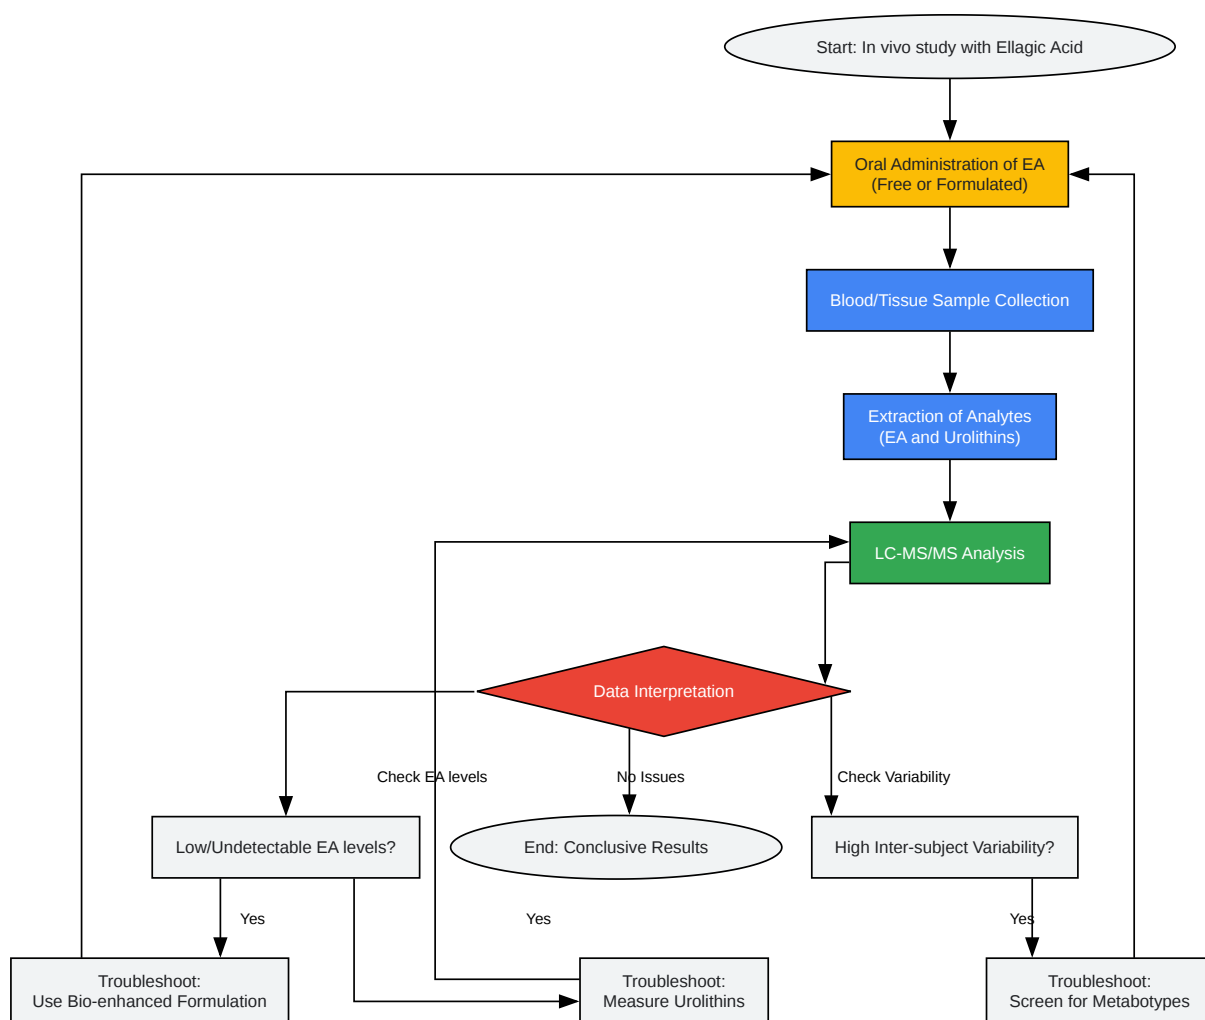 Start: In vivo study with Ellagic Acid
Oral Administration of EA
(Free or Formulated)
Blood/Tissue Sample Collection
Extraction of Analytes
(EA and Urolithins)
LC-MS/MS Analysis
Data Interpretation
Check EA levels
No Issues
Check Variability
Low/Undetectable EA levels?
End: Conclusive Results
High Inter-subject Variability?
Yes
Yes
Yes
Troubleshoot:
Use Bio-enhanced Formulation
Troubleshoot:
Measure Urolithins
Troubleshoot:
Screen for Metabotypes